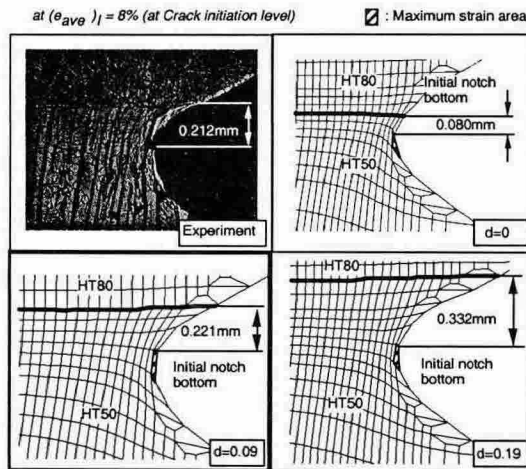 at (e ave ) I = 8% (at Crack initiation level)
: Maximum strain area
0.212mm
Experiment
HT80
Initial notch
bottom
0.080mm
HT50
d=0
HT80
0.221mm
Initial notch
bottom
HT50
d=0.09
HT80
0.332mm
Initial notch
bottom
HT50
d=0.19